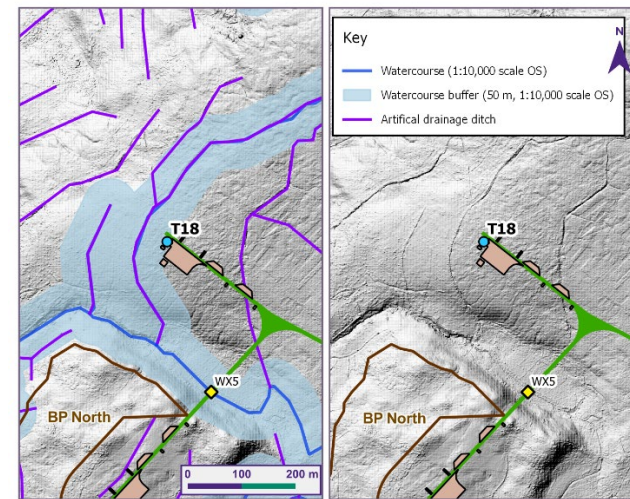 T18
WX5
BP North
0 100 200 m
Key
N
Watercourse (1:10,000 scale OS)
Watercourse buffer (50 m, 1:10,000 scale OS)
Artifical drainage ditch
T18
WX5
BP North